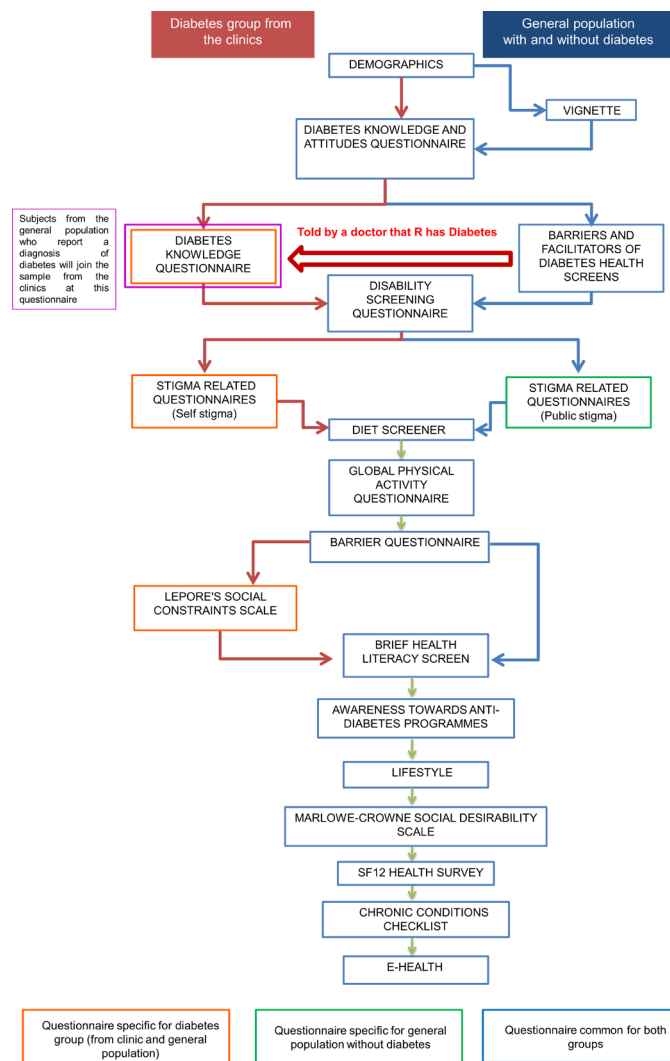 Diabetes group from
the clinics
General population
with and without diabetes
DEMOGRAPHICS
VIGNETTE
DIABETES KNOWLEDGE AND
ATTITUDES QUESTIONNAIRE
Subjects from the
general population
who report a
diagnosis of
diabetes will join the
sample from the
clinics at this
questionnaire
DIABETES
KNOWLEDGE
QUESTIONNAIRE
Told by a doctor that R has Diabetes
BARRIERS AND
FACILITATORS OF
DIABETES HEALTH
SCREENS
DISABILITY
SCREENING
QUESTIONNAIRE
STIGMA RELATED
QUESTIONNAIRES
(Self stigma)
STIGMA RELATED
QUESTIONNAIRES
(Public stigma)
DIET SCREENER
GLOBAL PHYSICAL
ACTIVITY
QUESTIONNAIRE
BARRIER QUESTIONNAIRE
LEPORE'S SOCIAL
CONSTRAINTS SCALE
BRIEF HEALTH
LITERACY SCREEN
AWARENESS TOWARDS ANTI-
DIABETES PROGRAMMES
LIFESTYLE
MARLOWE-CROWNE SOCIAL DESIRABILITY
SCALE
SF12 HEALTH SURVEY
CHRONIC CONDITIONS
CHECKLIST
E-HEALTH
Questionnaire specific for diabetes
group (from clinic and general
population)
Questionnaire specific for general
population without diabetes
Questionnaire common for both
groups